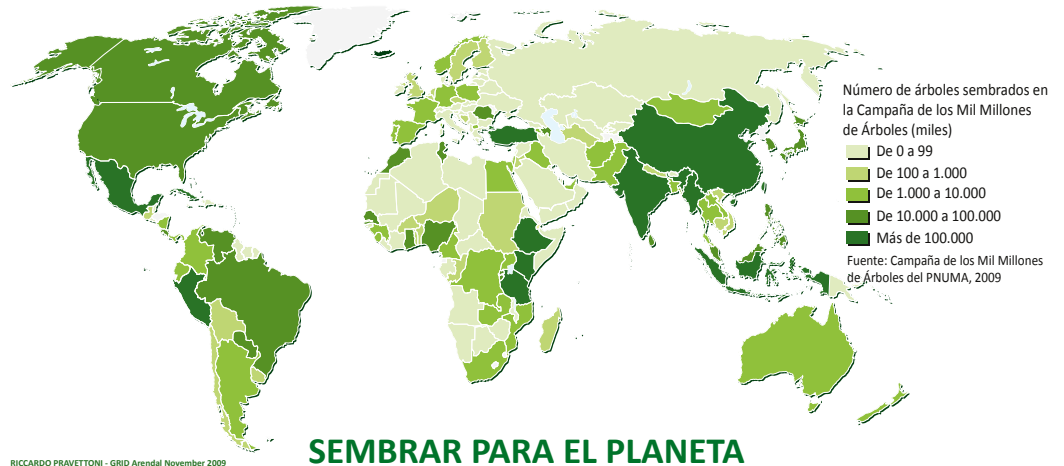 Número de árboles sembrados en
la Campaña de los Mil Millones
de Árboles (miles)
De 0 a 99
De 100 a 1.000
De 1.000 a 10.000
De 10.000 a 100.000
Más de 100.000
Fuente: Campaña de los Mil Millones
de Árboles del PNUMA, 2009
SEMBRAR PARA EL PLANETA
RICCARDO PRAVETTONI - GRID Arendal November 2009